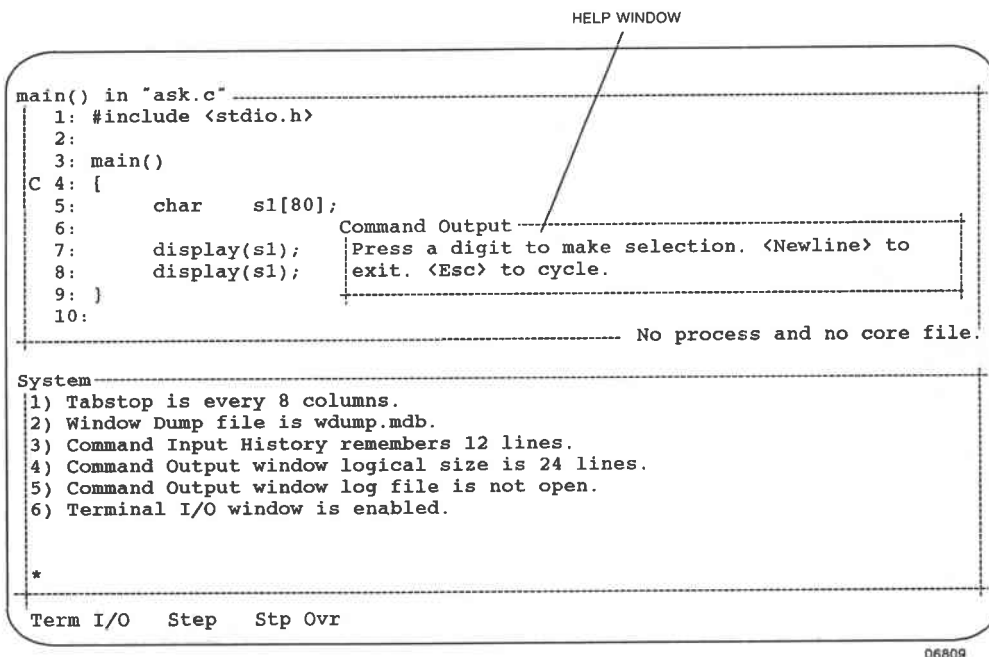 HELP WINDOW
main() in "ask.c"
1: #include <stdio.h>
2:
3: main()
C 4: {
5: char s1[80];
6:
7: display(s1);
8: display(s1);
9: }
10:
Command Output
Press a digit to make selection. <Newline> to
exit. <Esc> to cycle.
No process and no core file.
System
1) Tabstop is every 8 columns.
2) Window Dump file is wdump.mdb.
3) Command Input History remembers 12 lines.
4) Command Output window logical size is 24 lines.
5) Command Output window log file is not open.
6) Terminal I/O window is enabled.
*
Term I/O Step Stp Ovr
06809